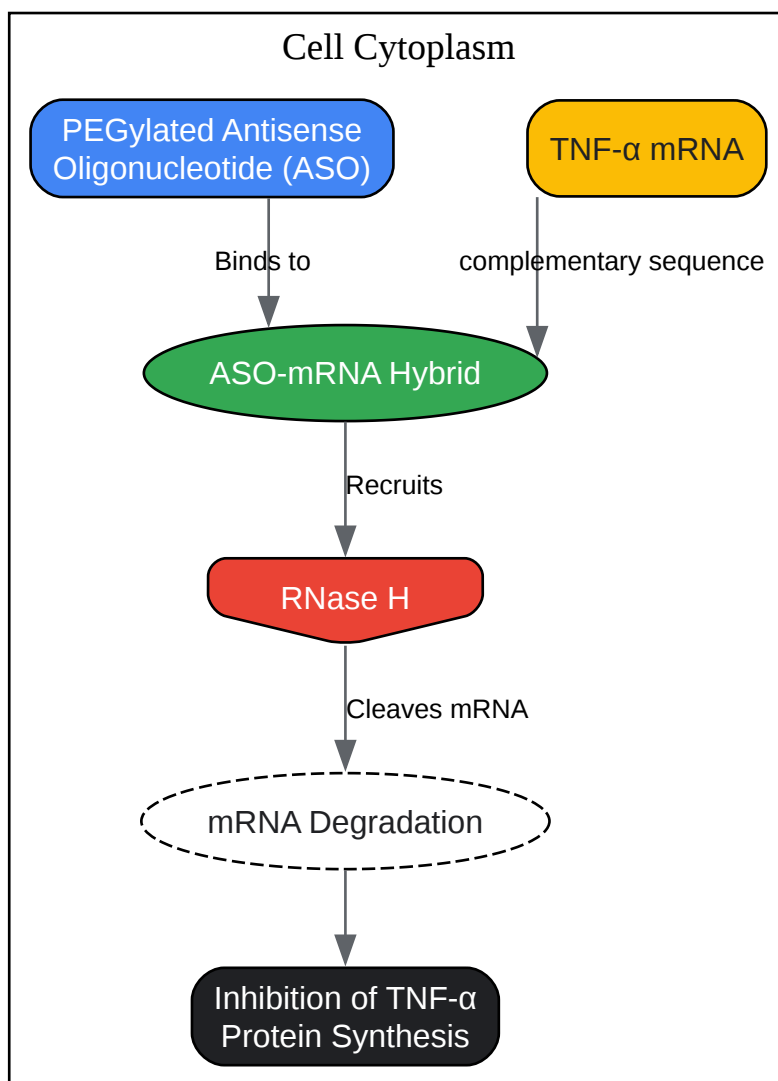 Cell Cytoplasm
PEGylated Antisense
Oligonucleotide (ASO)
TNF-α mRNA
Binds to
complementary sequence
ASO-mRNA Hybrid
Recruits
RNase H
Cleaves mRNA
mRNA Degradation
Inhibition of TNF-α
Protein Synthesis